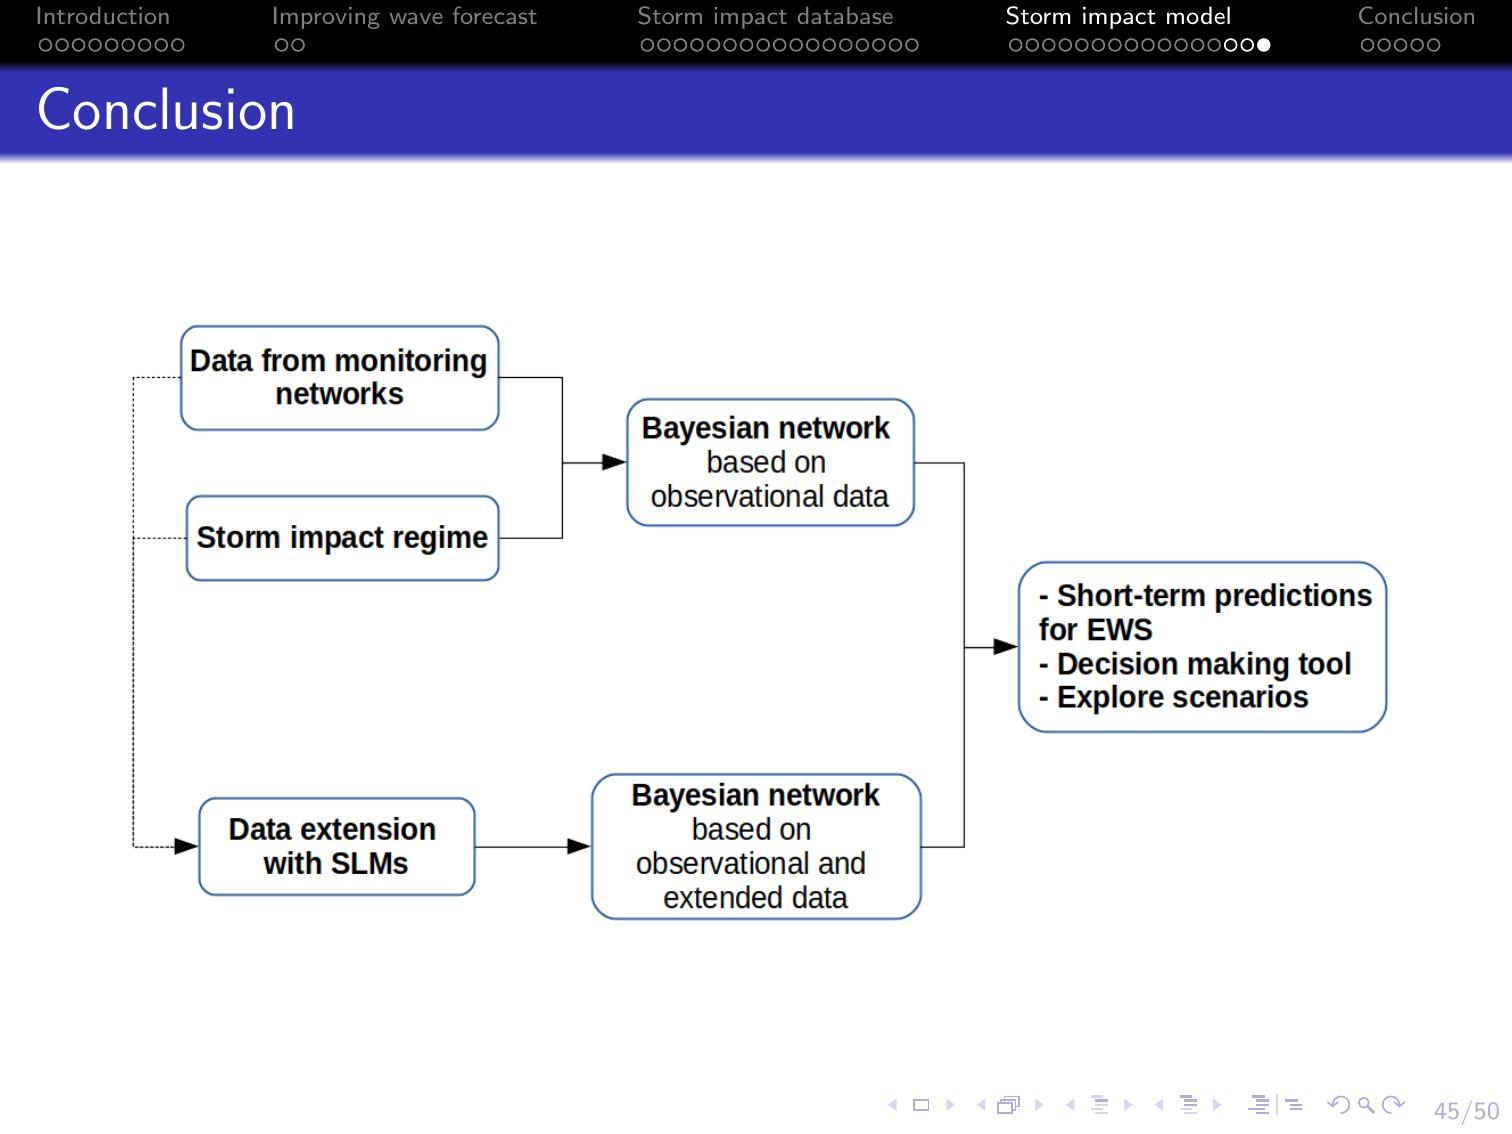 Introduction
Improving wave forecast
Storm impact database
Storm impact model
Conclusion
Conclusion
Data from monitoring
networks
Storm impact regime
Bayesian network
based on
observational data
- Short-term predictions
for EWS
- Decision making tool
- Explore scenarios
Data extension
with SLMs
Bayesian network
based on
observational and
extended data
45/50